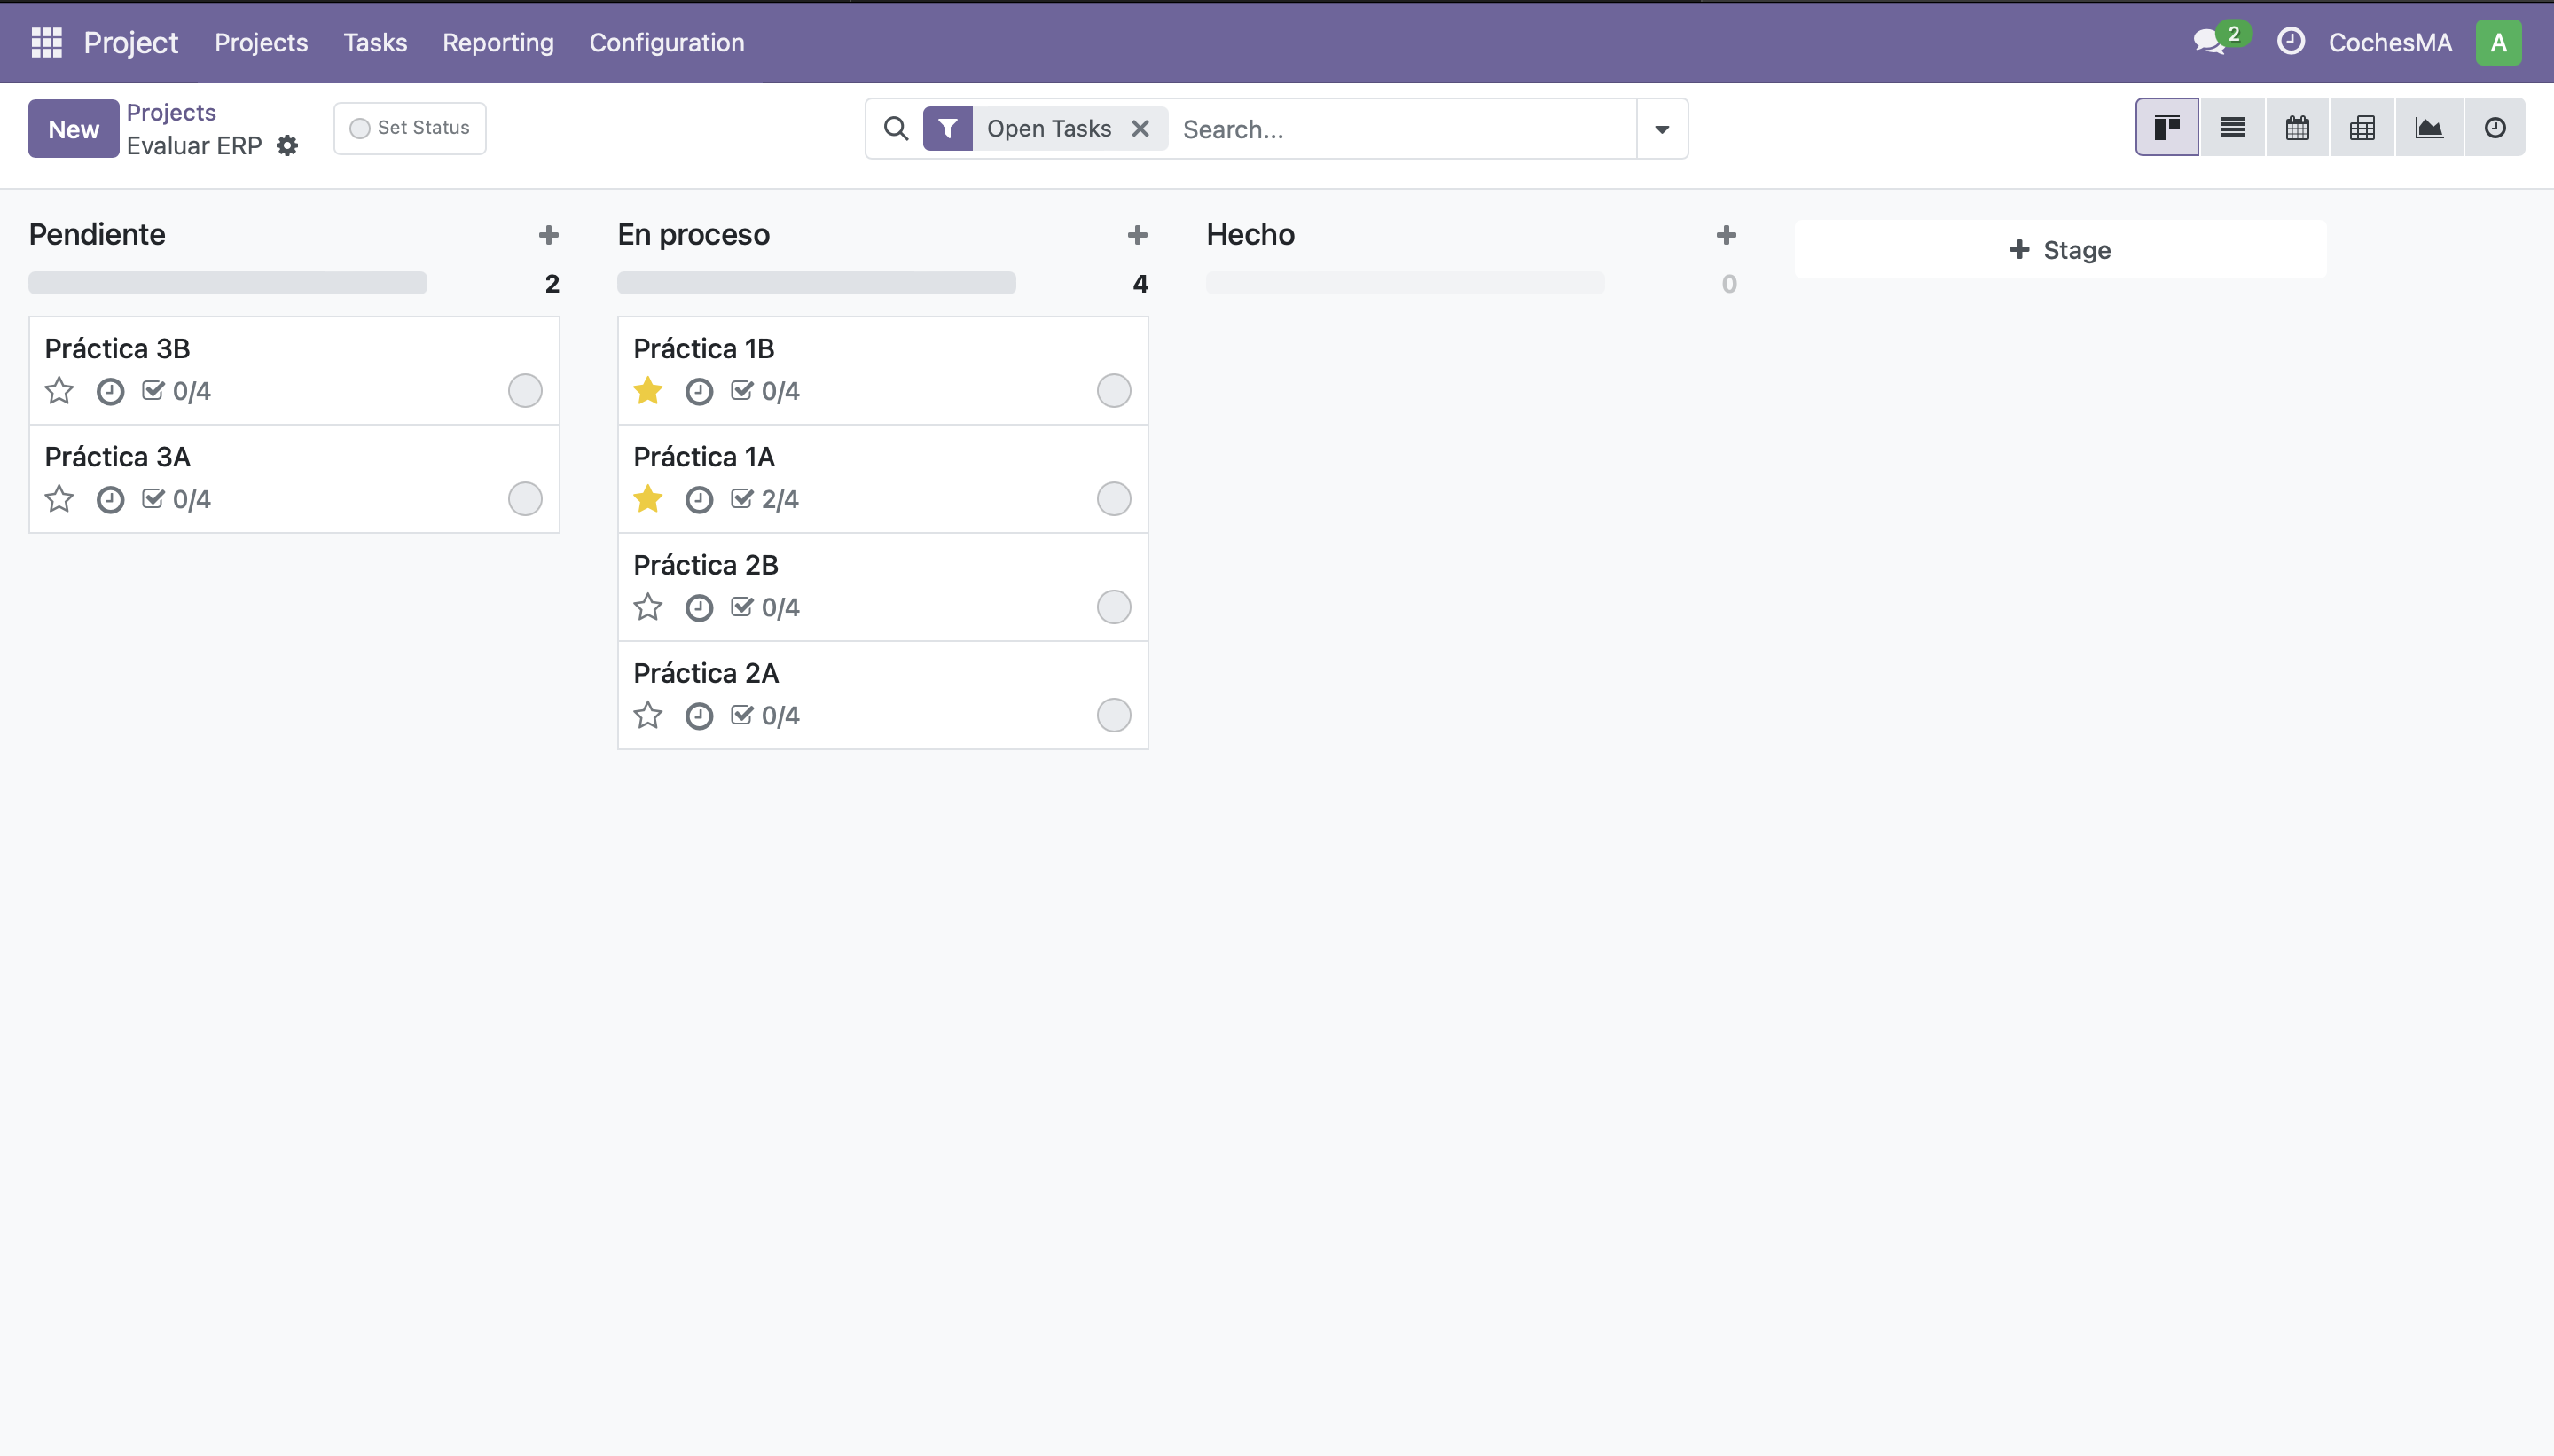 Project Projects Tasks Reporting Configuration 2 CochesMA A
New
Projects
Evaluar ERP
Set Status
Open Tasks Search...
Pendiente
2
Práctica 3B
0/4
Práctica 3A
0/4
En proceso
4
Práctica 1B
0/4
Práctica 1A
2/4
Práctica 2B
0/4
Práctica 2A
0/4
Hecho
0
Stage